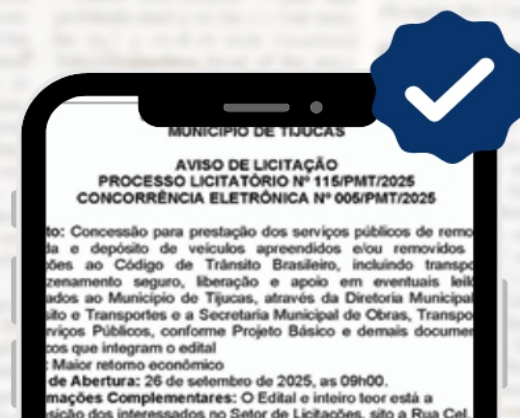 MUNICÍPIO DE TIJUCAS
AVISO DE LICITAÇÃO
PROCESSO LICITATÓRIO Nº 115/PMT/2025
CONCORRÊNCIA ELETRÔNICA Nº 005/PMT/2025
to: Concessão para prestação dos serviços públicos de remo
da e depósito de veículos apreendidos e/ou removidos
ões ao Código de Trânsito Brasileiro, incluindo transpo
zenamento seguro, liberação e apoio em eventuais leil
ados ao Município de Tijucas, através da Diretoria Municipal
sito e Transportes e a Secretaria Municipal de Obras, Transpo
rviços Públicos, conforme Projeto Básico e demais documen
cos que integram o edital
: Maior retorno econômico
de Abertura: 26 de setembro de 2025, as 09h00.
mações Complementares: O Edital e inteiro teor está a
sição dos interessados no Setor de Licitações, sito a Rua Cel.